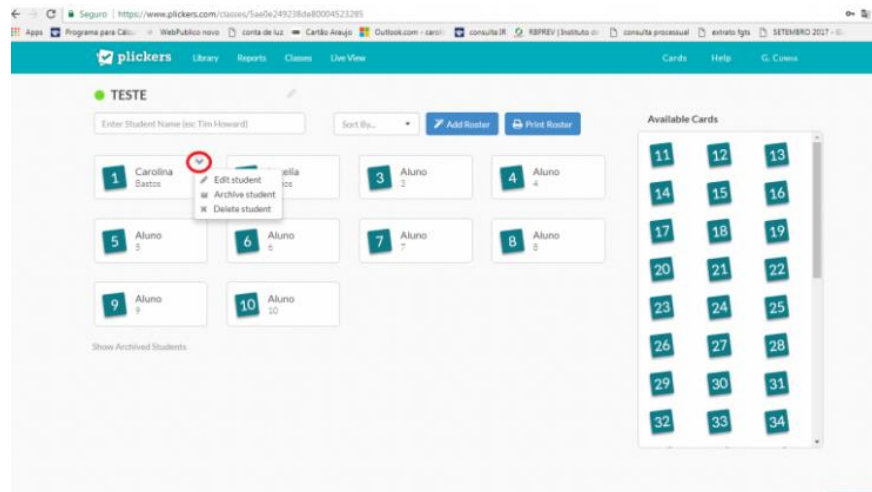 Seguro | https://www.plickers.com/classes/5ae0e249238de80004523285
Apps Programa para Cálcu WebPublico novo conta de luz Cartão Araujo Outlook.com - caroli consulta IR RBPREV | Instituto de consulta processual extrato fgts SETEMBRO 2017 -
plickers Library Reports Classes Live View Cards Help G. Cunha
TESTE
Enter Student Name (ex: Tim Howard) Sort By... Add Roster Print Roster
Available Cards
1 Carolina
Bastos
3 Aluno
3
4 Aluno
4
Edit student
Archive student
Delete student
5 Aluno
5
6 Aluno
6
7 Aluno
7
8 Aluno
8
9 Aluno
9
10 Aluno
10
Show Archived Students
11 12 13
14 15 16
17 18 19
20 21 22
23 24 25
26 27 28
29 30 31
32 33 34